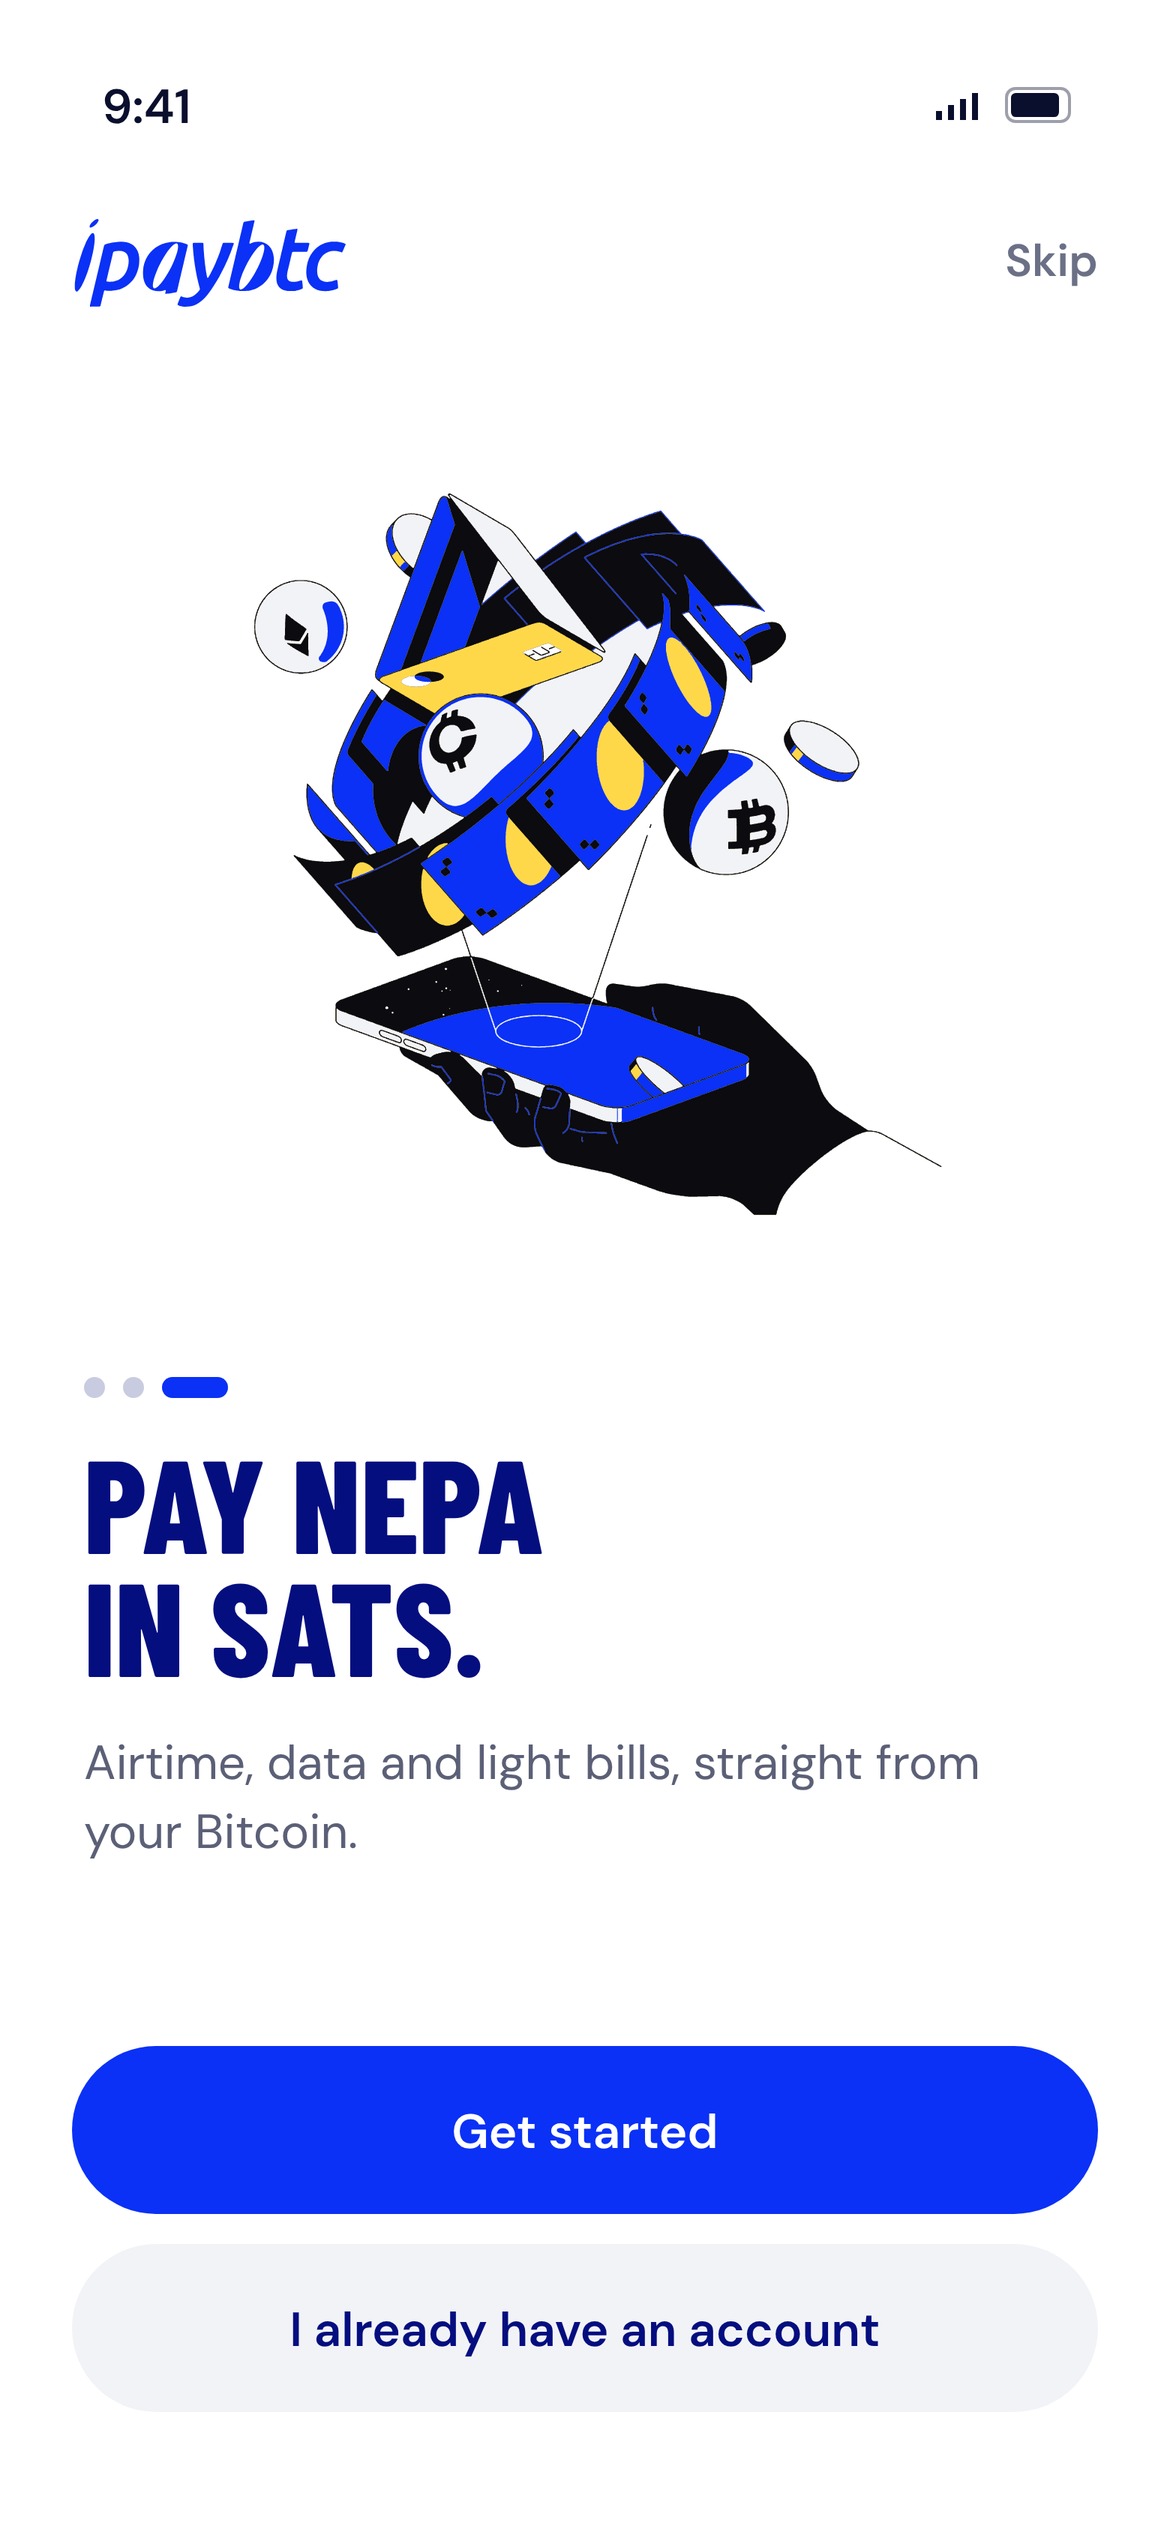 9:41
ipaybtc
Skip
PAY NEPA
IN SATS.
Airtime, data and light bills, straight from
your Bitcoin.
Get started
I already have an account